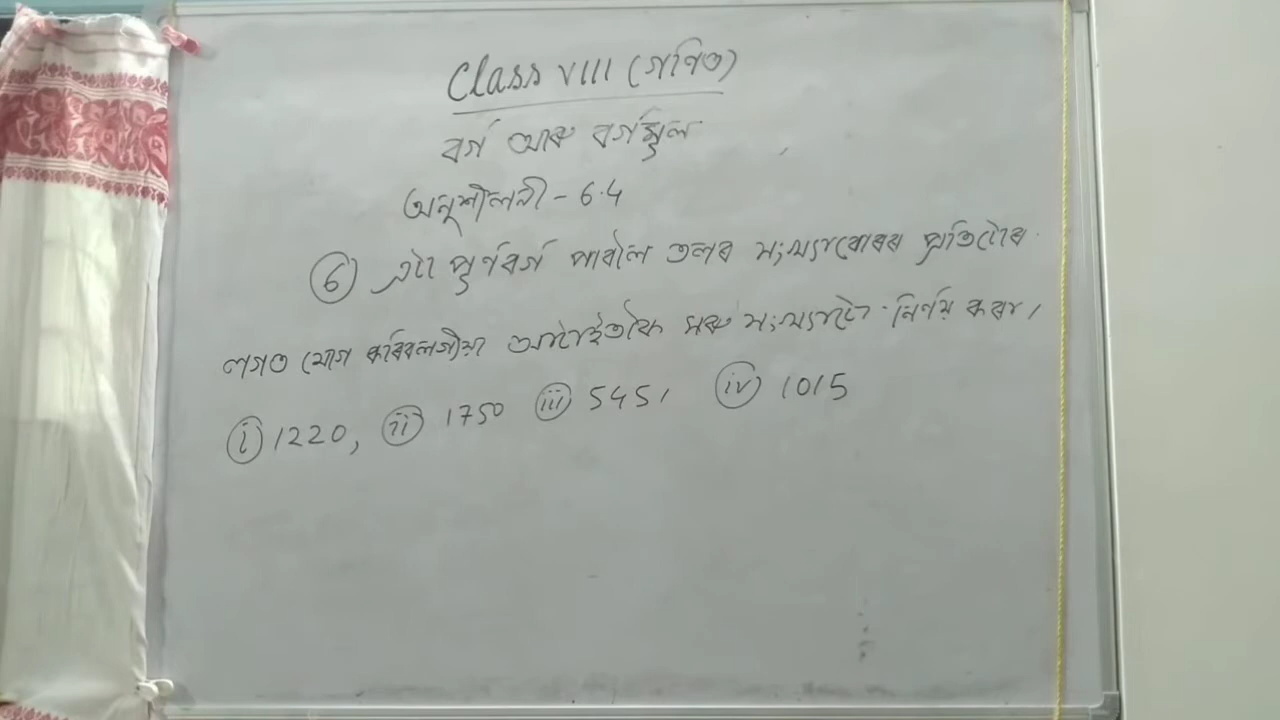 Class VIII (গণিত)
বৰ্গ আৰু বৰ্গমূল
অনুশীলনী - 6.4
6 এটা পূৰ্ণবৰ্গ পাবলৈ তলৰ সংখ্যাবোৰৰ প্ৰতিটোৰ
লগত যোগ কৰিবলগীয়া আটাইতকৈ সৰু সংখ্যাটো নিৰ্ণয় কৰা।
i 1220, ii 1750 iii 5451 iv 1015